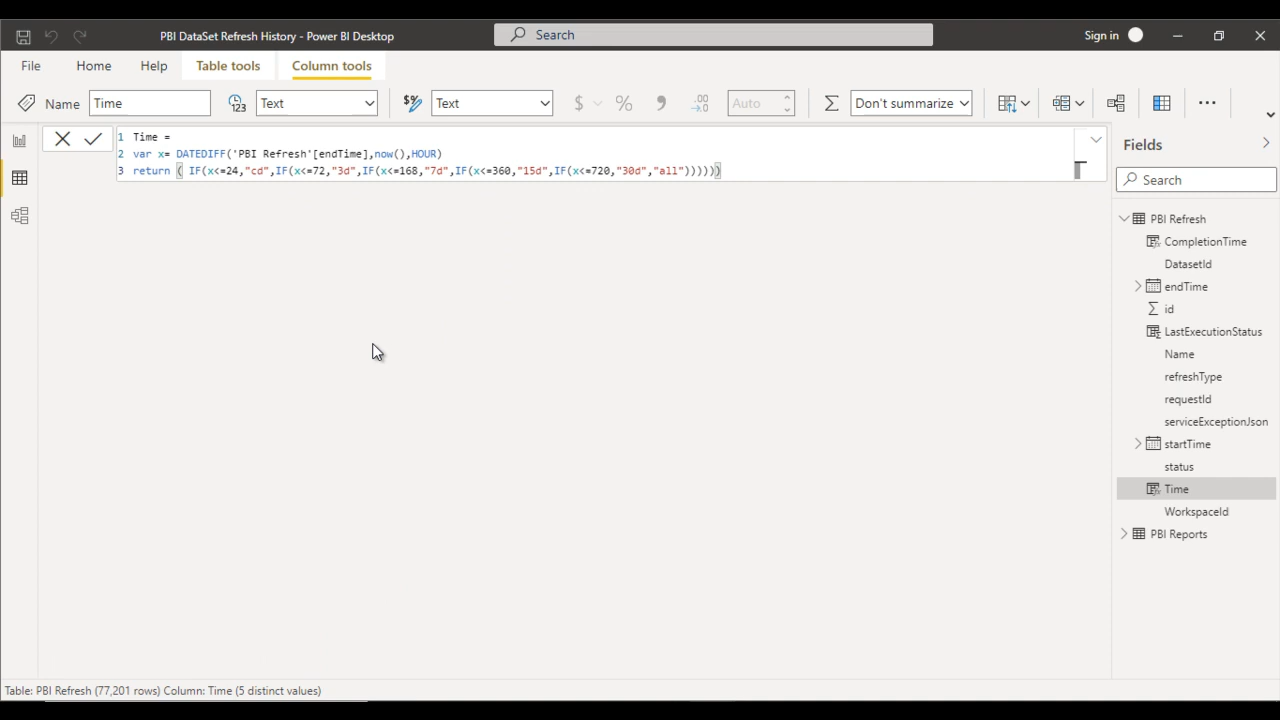 PBI DataSet Refresh History - Power BI Desktop
Search
Sign in
File
Home
Help
Table tools
Column tools
Name
Time
123
Text
$%
Text
$
%
Auto
Don't summarize
1 Time =
2 var x= DATEDIFF('PBI Refresh'[endTime],now(),HOUR)
3 return ( IF(x<=24,"cd",IF(x<=72,"3d",IF(x<=168,"7d",IF(x<=360,"15d",IF(x<=720,"30d","all"))))))
Fields
Search
PBI Refresh
CompletionTime
DatasetId
endTime
id
LastExecutionStatus
Name
refreshType
requestId
serviceExceptionJson
startTime
status
Time
WorkspaceId
PBI Reports
Table: PBI Refresh (77,201 rows) Column: Time (5 distinct values)